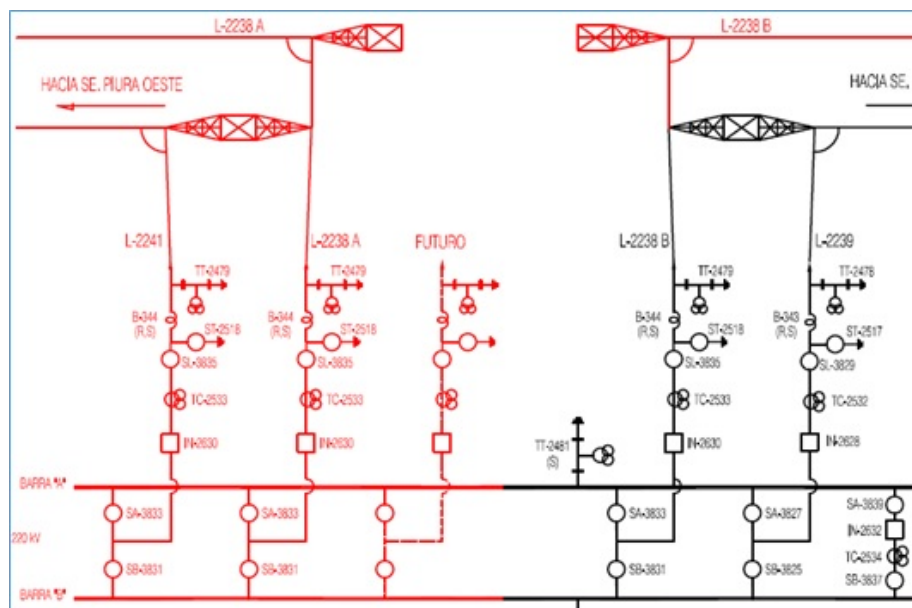 L-2238 A
L-2238 B
HACIA SE. PIURA OESTE
HACIA SE.
L-2241
L-2238 A
FUTURO
L-2238 B
L-2239
TT-2479
TT-2479
TT-2479
TT-2478
B-344
(R,S)
B-344
(R,S)
B-344
(R,S)
B-343
(R,S)
ST-2518
ST-2518
ST-2518
ST-2517
SL-3835
SL-3835
SL-3835
SL-3829
TC-2533
TC-2533
TC-2533
TC-2532
IN-2630
IN-2630
TT-2481
(S)
IN-2630
IN-2628
BARRA "A"
SA-3833
SA-3833
SA-3833
SA-3827
SA-3839
220 kV
IN-2632
TC-2534
SB-3831
SB-3831
SB-3831
SB-3825
SB-3837
BARRA